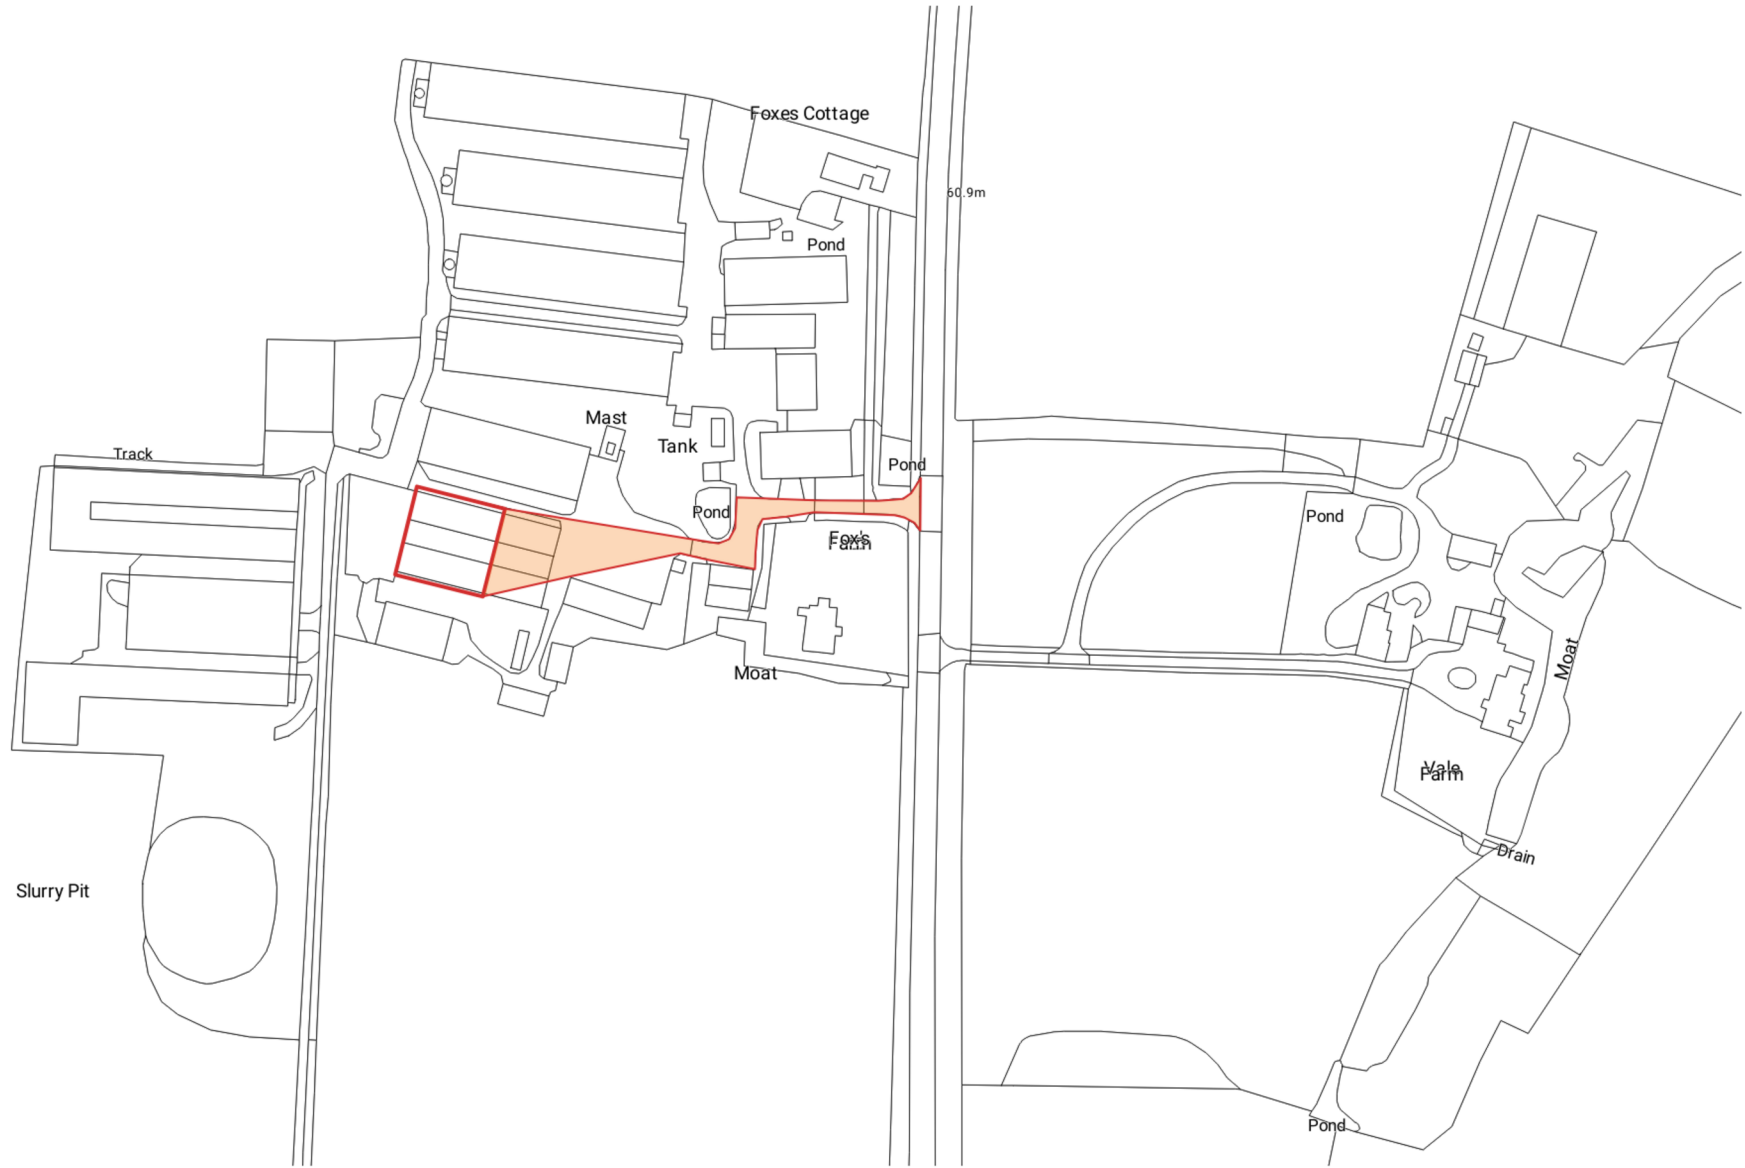 Foxes Cottage
60.9m
Pond
Mast
Tank
Track
Pond
Pond
Pond
Fox's
Farm
Moat
Moat
Vale
Farm
Drain
Slurry Pit
Pond